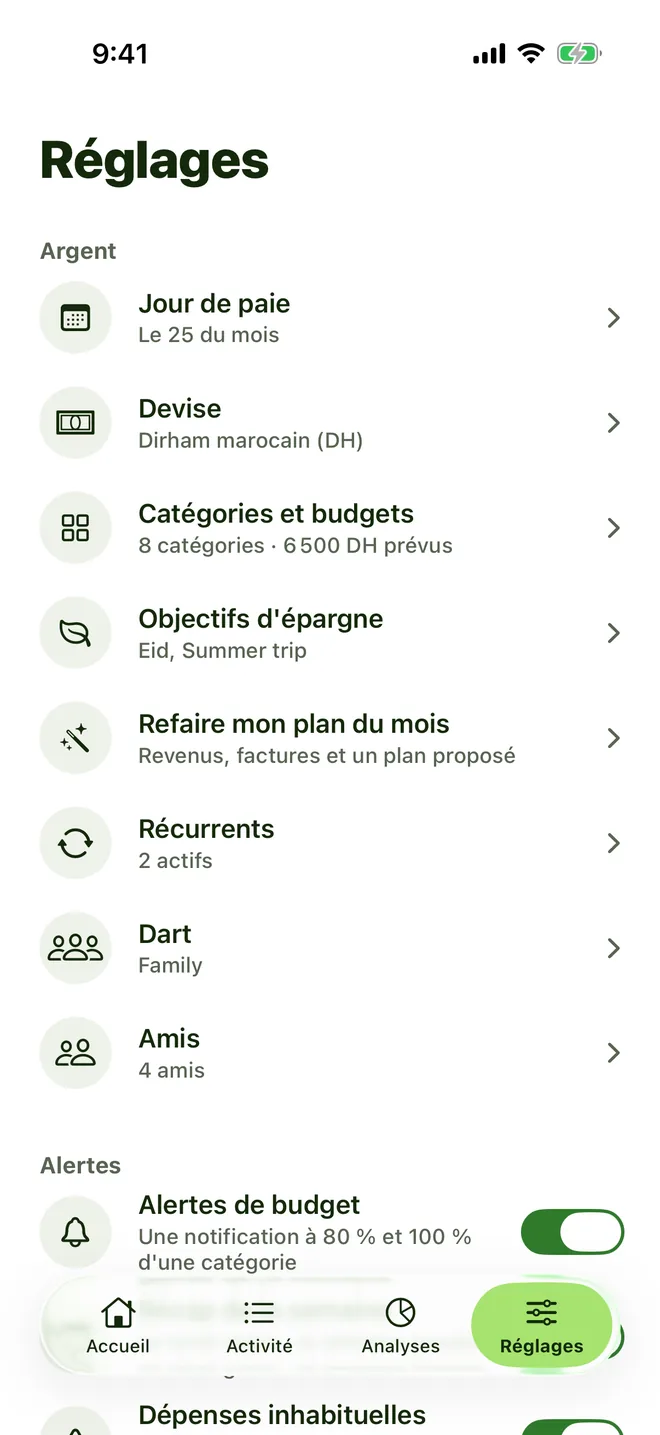 9:41
Réglages
Argent
Jour de paie
Le 25 du mois
Devise
Dirham marocain (DH)
Catégories et budgets
8 catégories · 6 500 DH prévus
Objectifs d'épargne
Eid, Summer trip
Refaire mon plan du mois
Revenus, factures et un plan proposé
Récurrents
2 actifs
Dart
Family
Amis
4 amis
Alertes
Alertes de budget
Une notification à 80 % et 100 %
d'une catégorie
Accueil
Activité
Analyses
Réglages
Dépenses inhabituelles